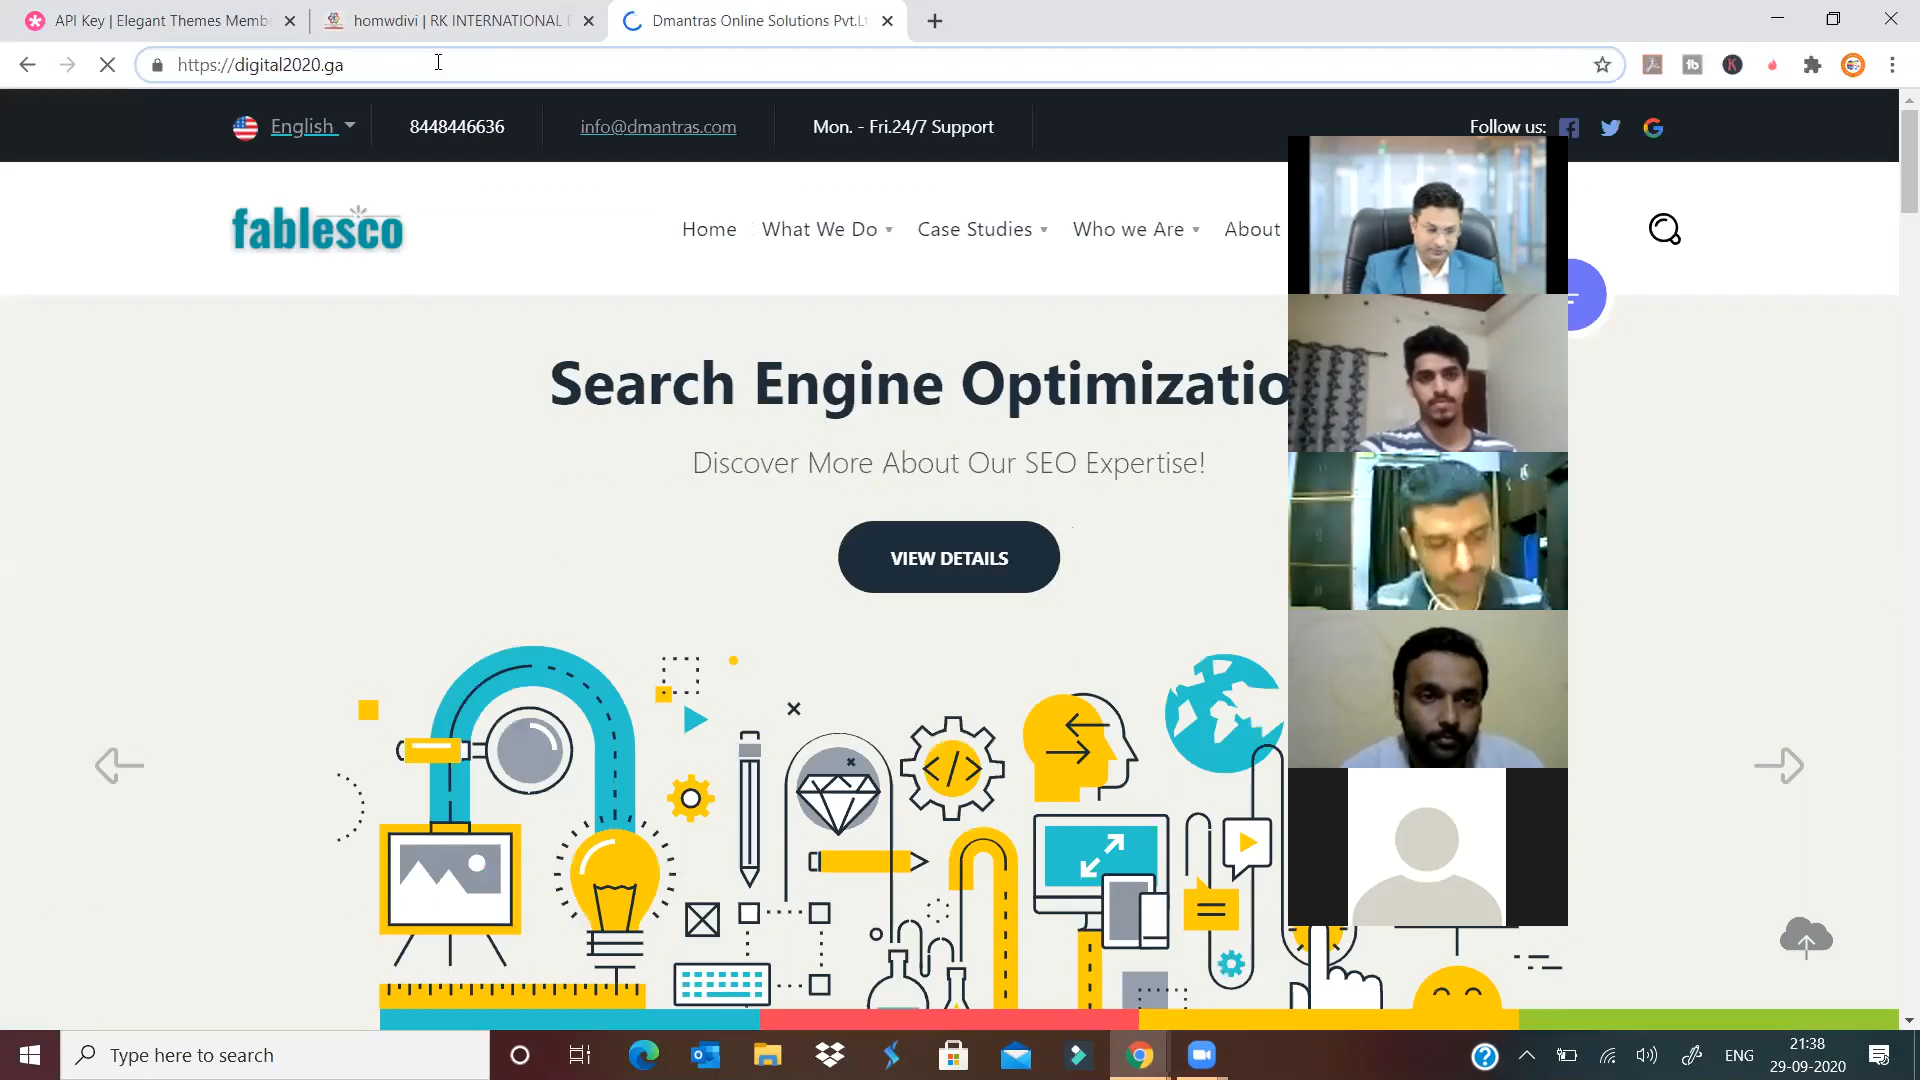 API Key | Elegant Themes Membe
homwdivi | RK INTERNATIONAL
Dmantras Online Solutions Pvt.Lt
https://digital2020.ga
English
8448446636
info@dmantras.com
Mon. - Fri.24/7 Support
Follow us:
fablesco
Home
What We Do
Case Studies
Who we Are
About
Search Engine Optimizatio
Discover More About Our SEO Expertise!
VIEW DETAILS
Type here to search
ENG
21:38
29-09-2020